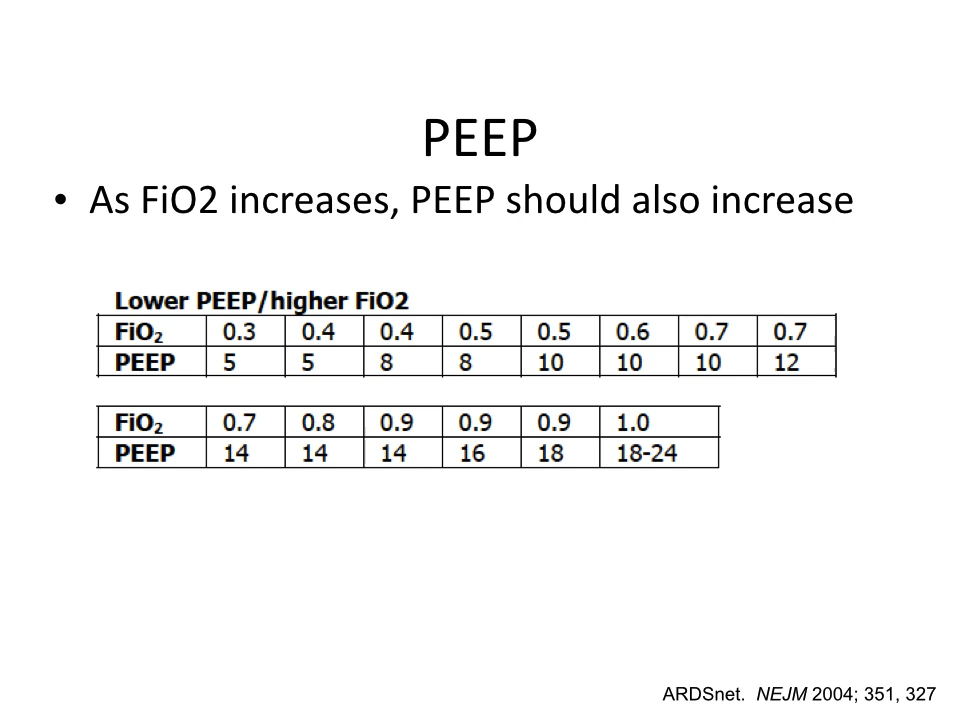 PEEP
• As FiO2 increases, PEEP should also increase
Lower PEEP/higher FiO2
FiO₂ 0.3 0.4 0.4 0.5 0.5 0.6 0.7 0.7
PEEP 5 5 8 8 10 10 10 12
FiO₂ 0.7 0.8 0.9 0.9 0.9 1.0
PEEP 14 14 14 16 18 18-24
ARDSnet. NEJM 2004; 351, 327